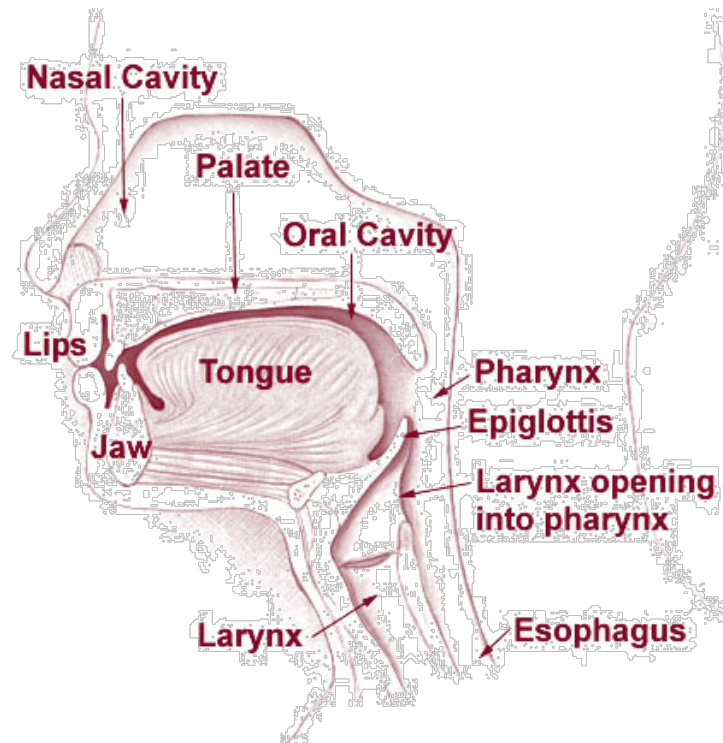 Nasal Cavity
Palate
Oral Cavity
Lips
Tongue
Pharynx
Epiglottis
Jaw
Larynx opening
into pharynx
Larynx
Esophagus